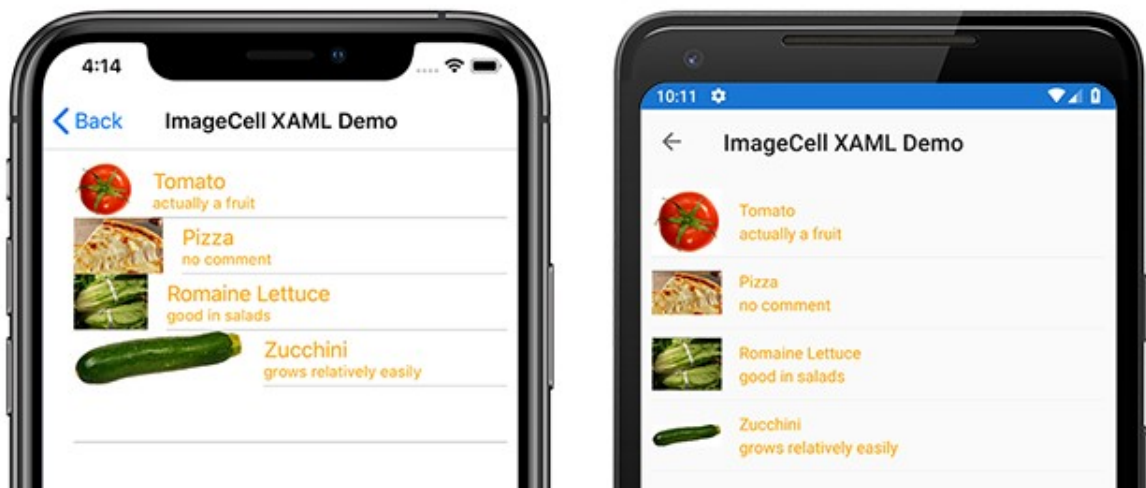 4:14
Back
ImageCell XAML Demo
Tomato
actually a fruit
Pizza
no comment
Romaine Lettuce
good in salads
Zucchini
grows relatively easily
10:11
ImageCell XAML Demo
Tomato
actually a fruit
Pizza
no comment
Romaine Lettuce
good in salads
Zucchini
grows relatively easily